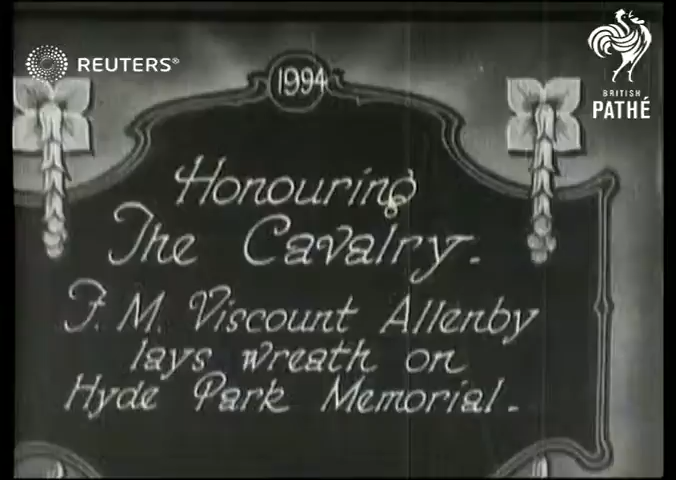 REUTERS®
BRITISH
PATHÉ
1994
Honouring
The Cavalry.
F. M. Viscount Allenby
lays wreath on
Hyde Park Memorial.